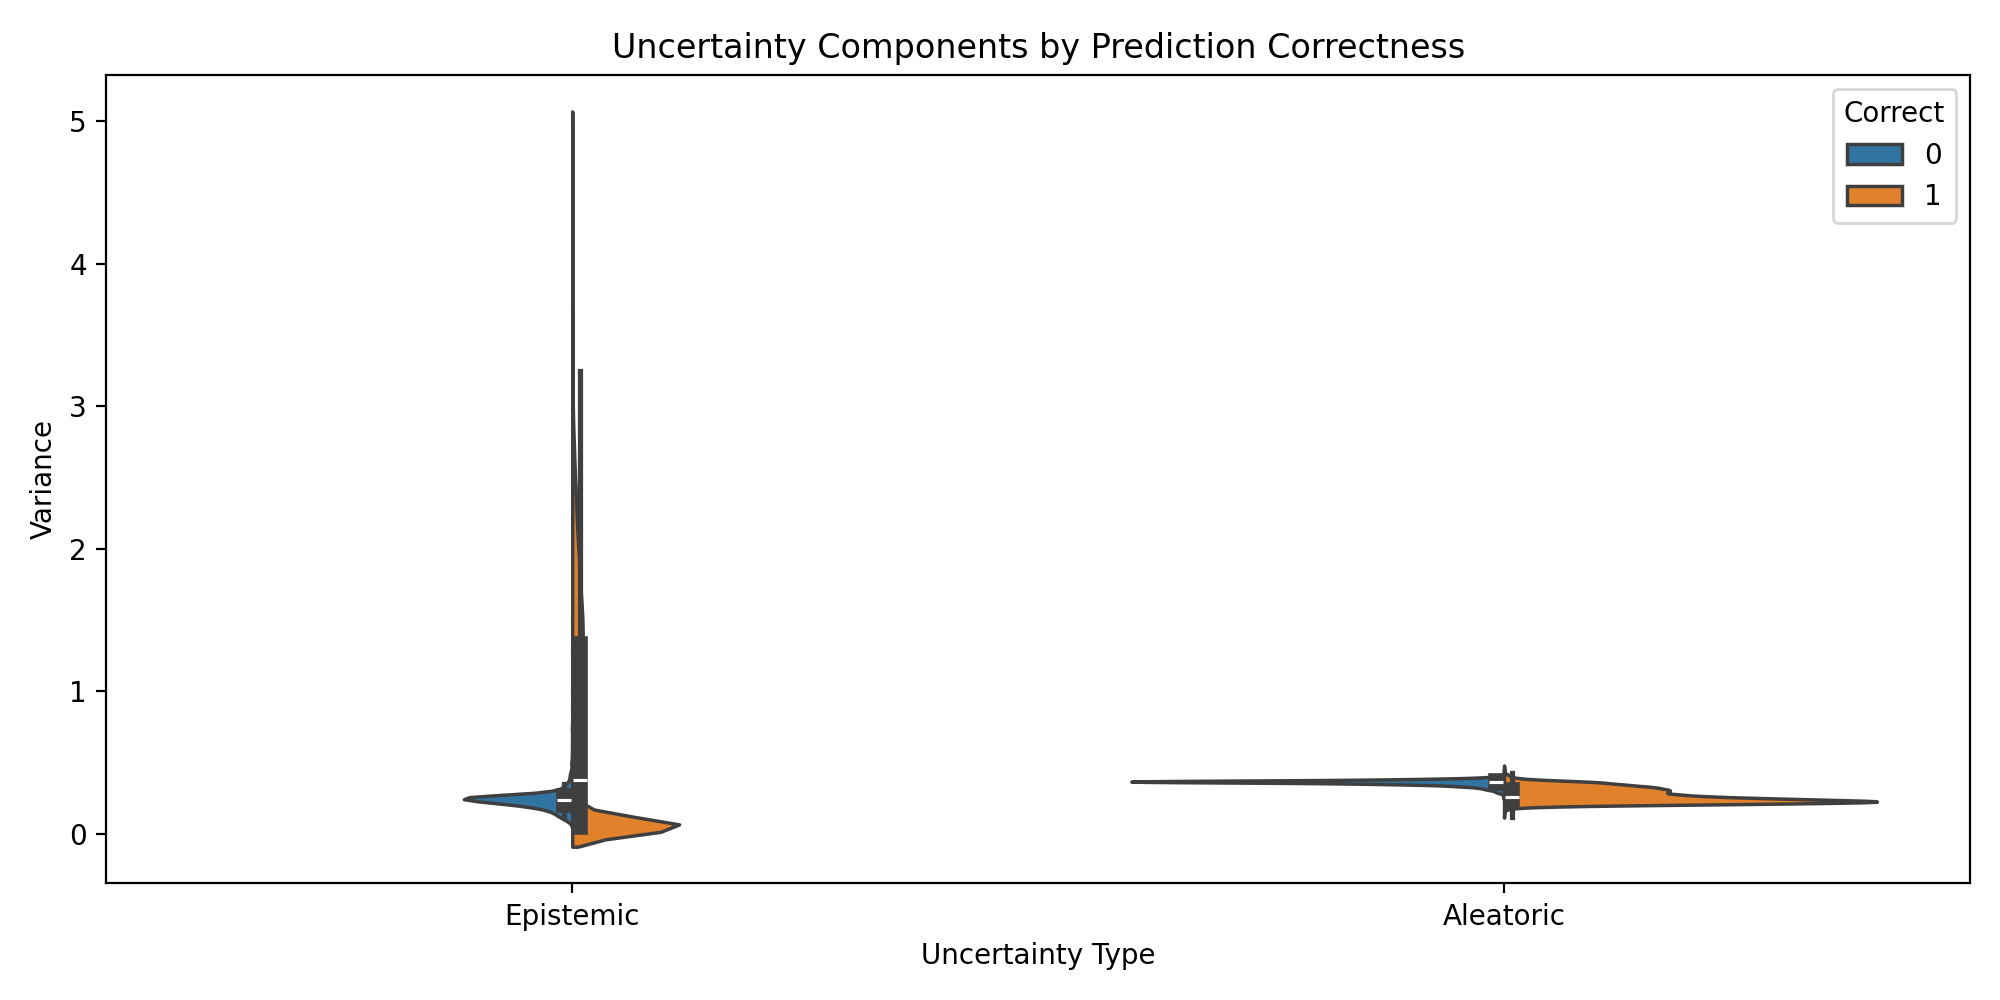 Uncertainty Components by Prediction Correctness
Correct
0
1
5
4
3
2
1
0
Variance
Epistemic
Aleatoric
Uncertainty Type